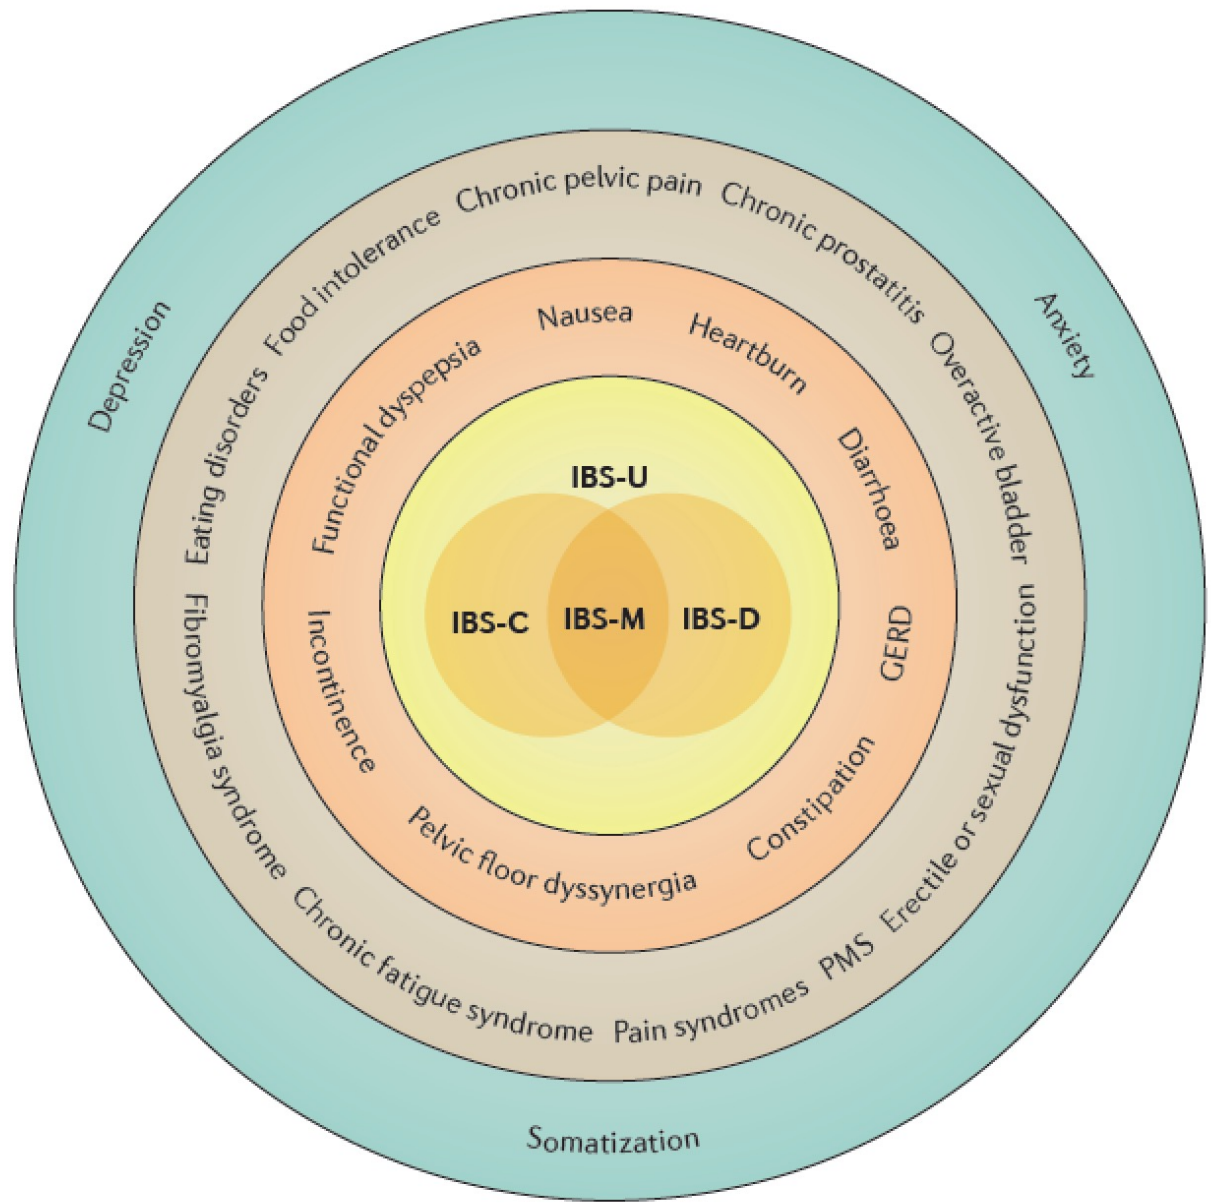 Depression
Anxiety
Somatization
Chronic pelvic pain
Chronic prostatitis
Overactive bladder
Erectile or sexual dysfunction
PMS
Pain syndromes
Chronic fatigue syndrome
Fibromyalgia syndrome
Eating disorders
Food intolerance
Nausea
Heartburn
Diarrhoea
GERD
Constipation
Pelvic floor dyssynergia
Incontinence
Functional dyspepsia
IBS-U
IBS-C
IBS-M
IBS-D